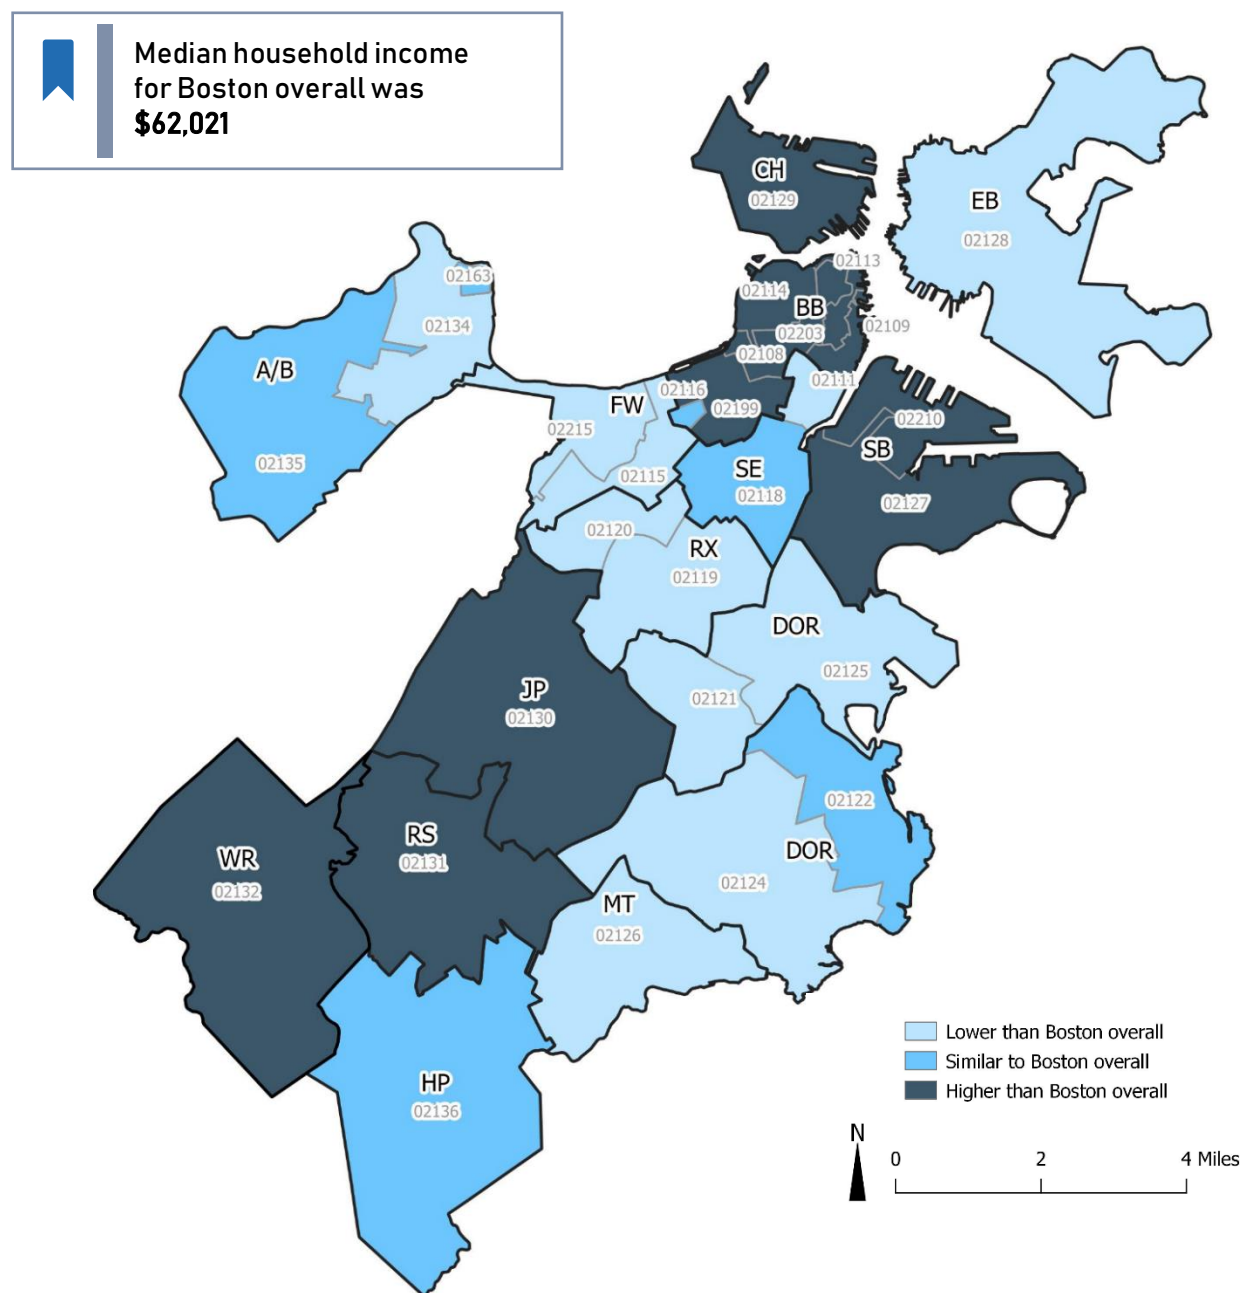 Median household income
for Boston overall was
$62,021
CH
02129
EB
02128
02113
02163
02114
BB
02109
02134
02203
02108
A/B
02111
02116
FW
02199
02210
02215
SB
02135
SE
02115
02118
02127
02120
RX
02119
DOR
02125
JP
02121
02130
02122
RS
DOR
WR
02131
02124
02132
MT
02126
Lower than Boston overall
Similar to Boston overall
HP
Higher than Boston overall
02136
N
0 2 4 Miles